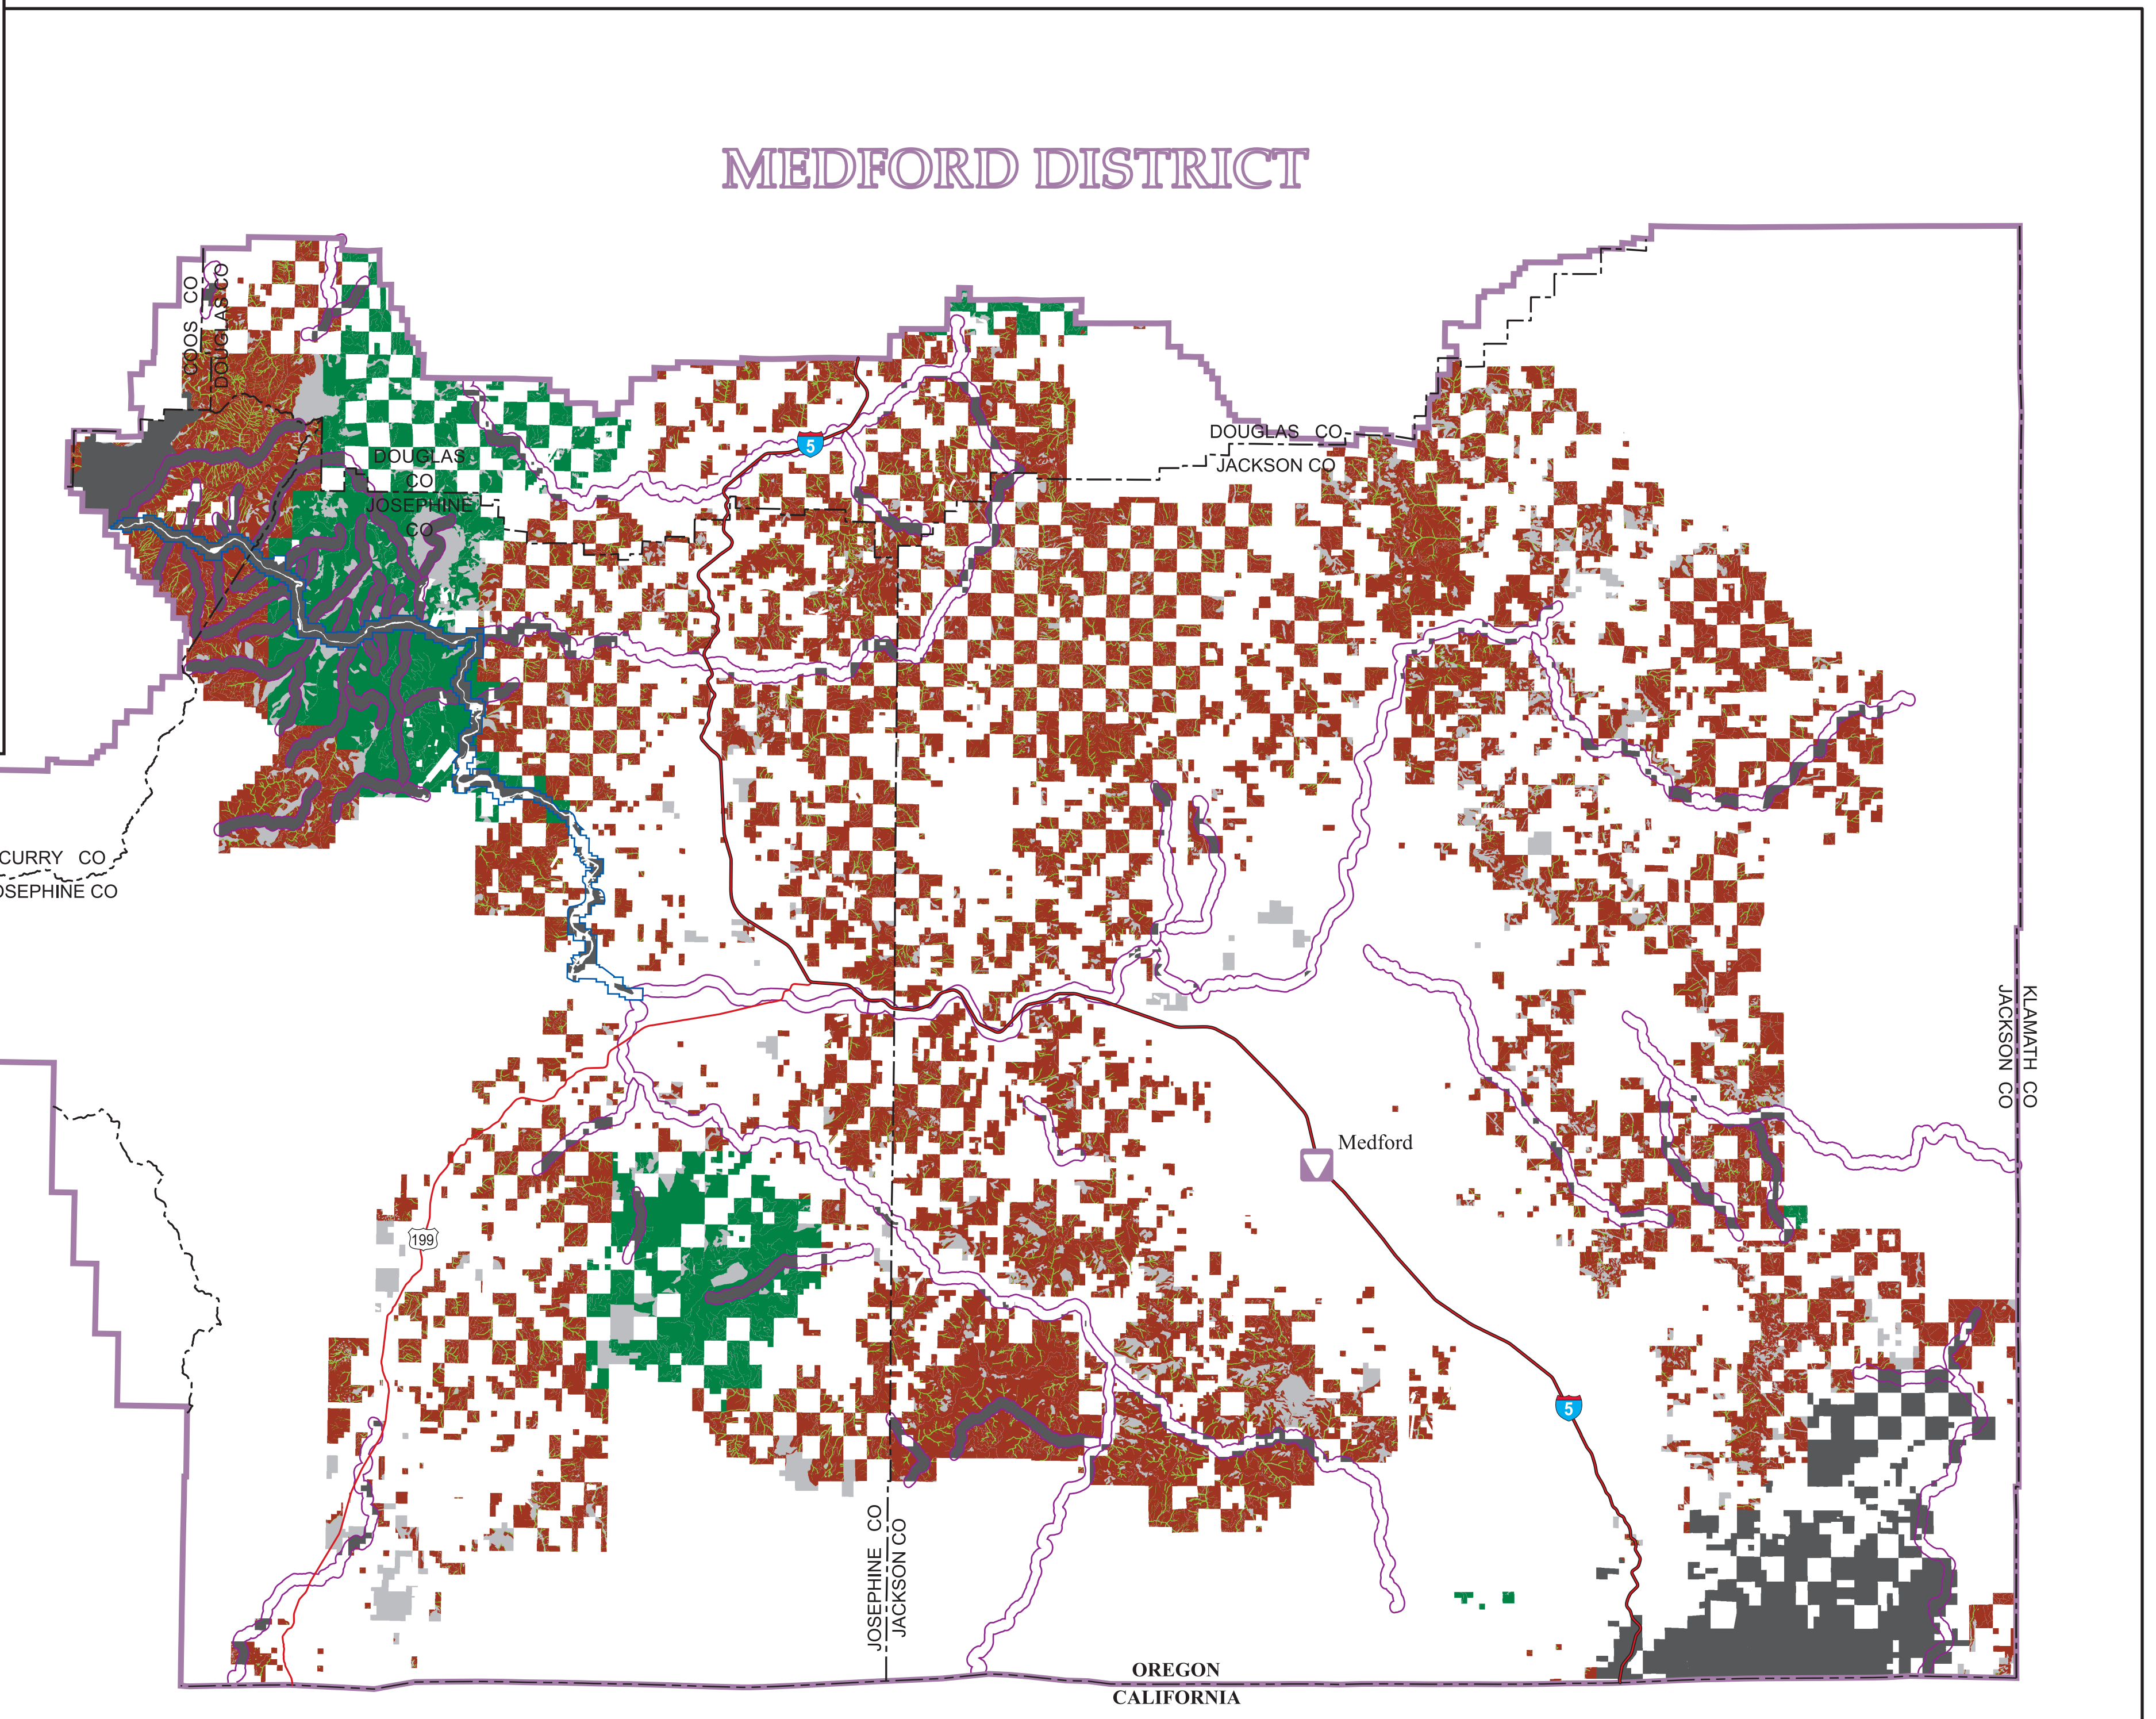 MEDFORD DISTRICT
COOS CO
DOUGLAS CO
5
DOUGLAS CO
JACKSON CO
DOUGLAS
CO
JOSEPHINE
CO
CURRY CO
OSEPHINE CO
KLAMATH CO
JACKSON CO
Medford
199
5
JOSEPHINE CO
JACKSON CO
OREGON
CALIFORNIA